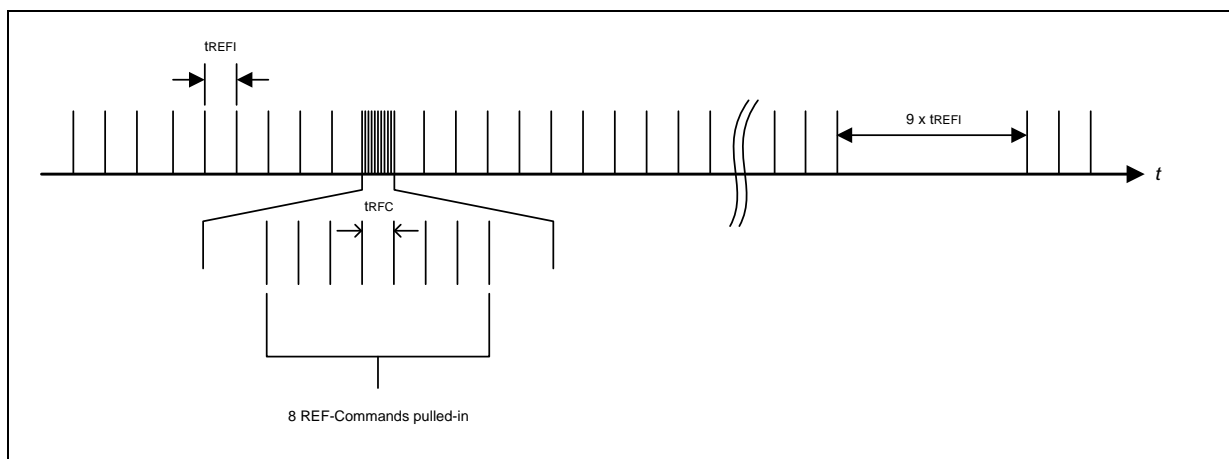 tREFI
9 x tREFI
t
tRFC
8 REF-Commands pulled-in